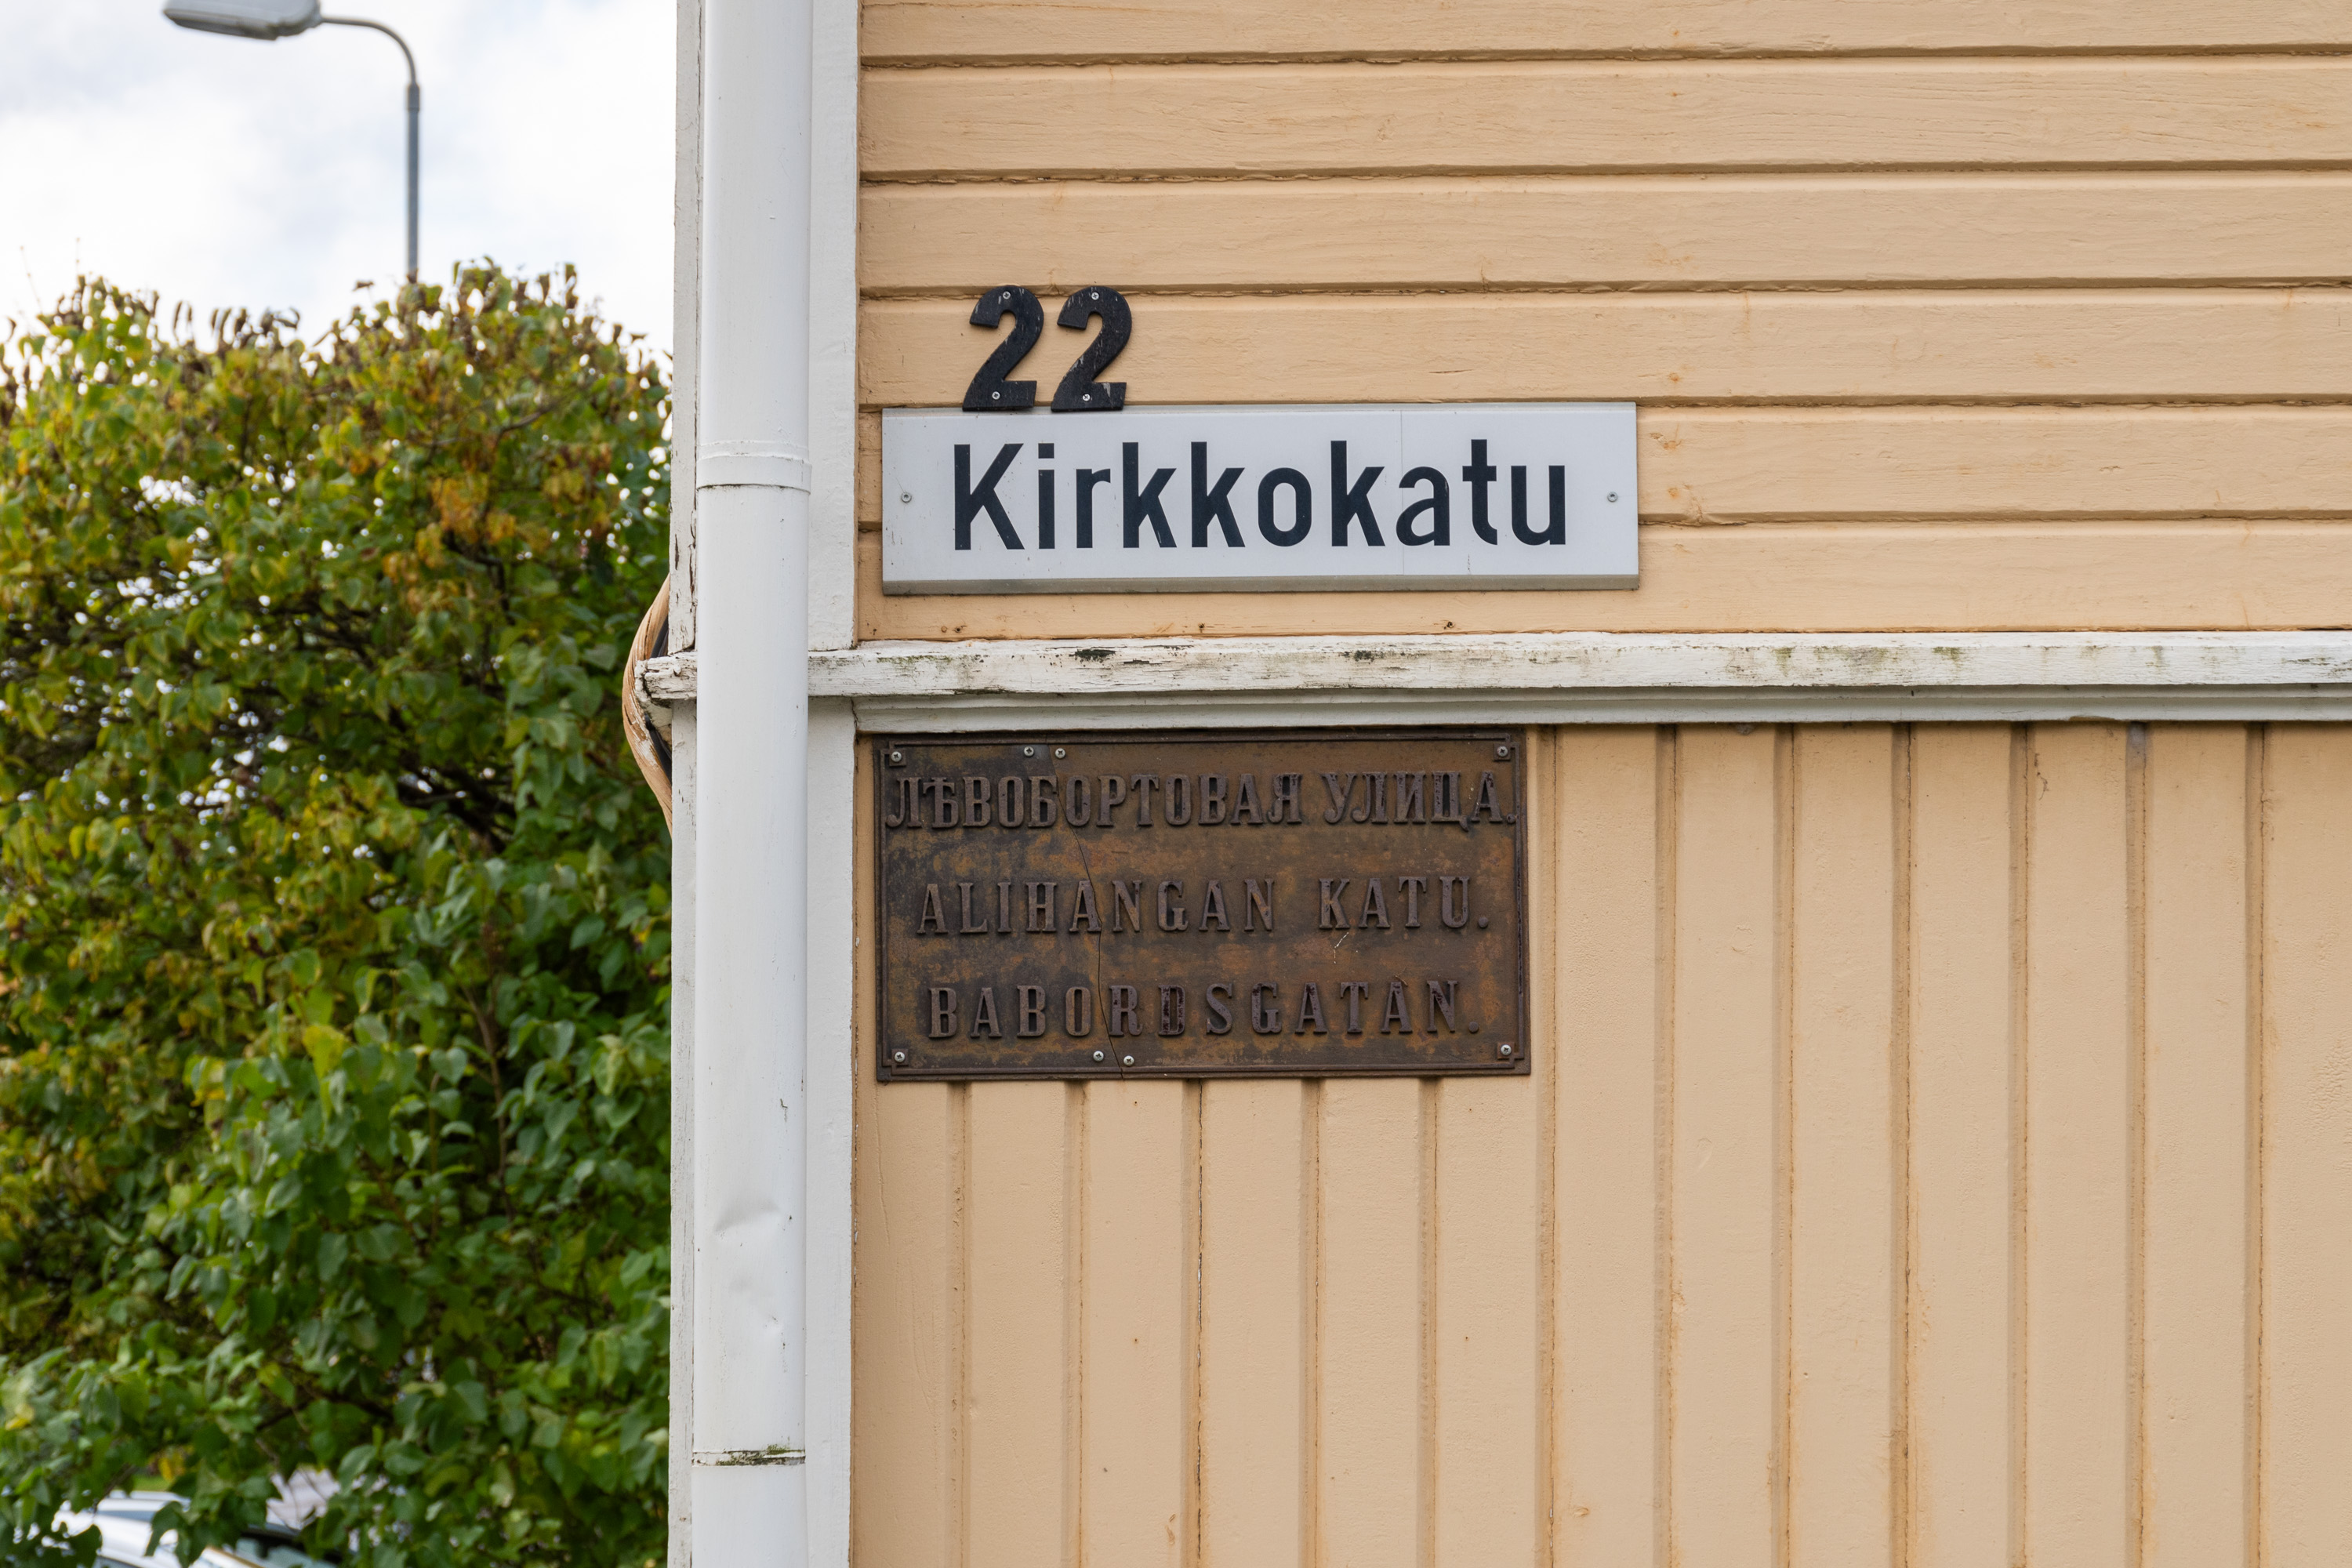 22
Kirkkokatu
ЛѢВОБОРТОВАЯ УЛИЦА.
ALIHANGAN KATU.
BABORDSGATAN.